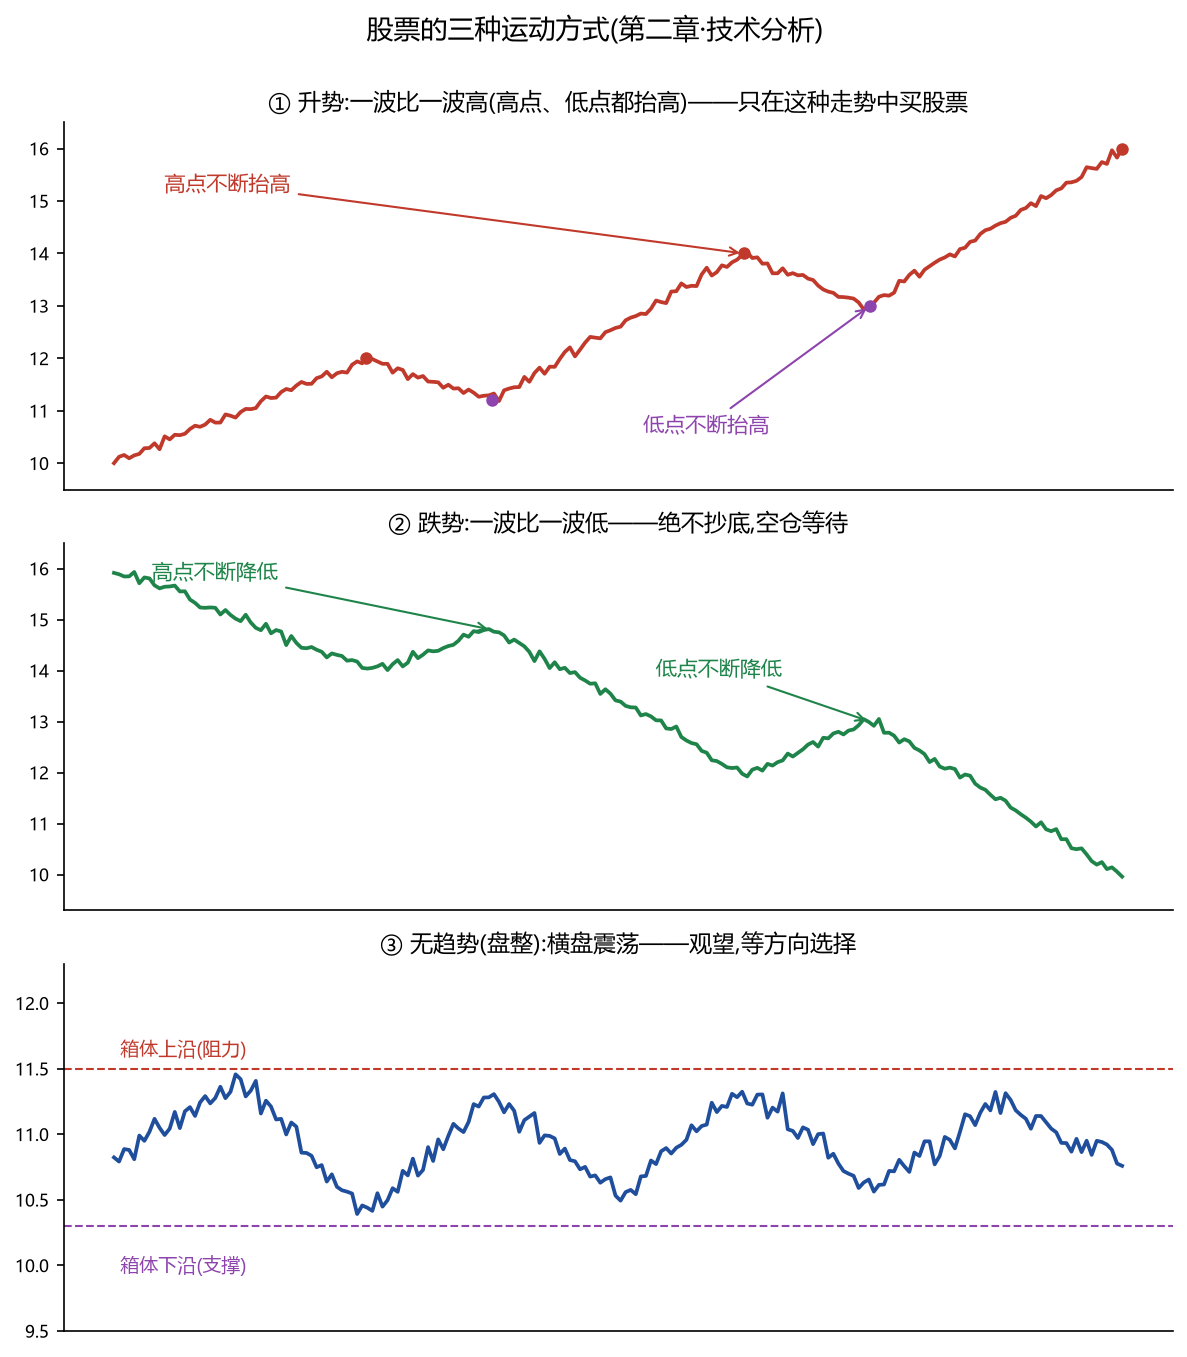 股票的三种运动方式(第二章·技术分析)
① 升势:一波比一波高(高点、低点都抬高)——只在这种走势中买股票
16
15
14
13
12
11
10
高点不断抬高
低点不断抬高
② 跌势:一波比一波低——绝不抄底,空仓等待
16
15
14
13
12
11
10
高点不断降低
低点不断降低
③ 无趋势(盘整):横盘震荡——观望,等方向选择
12.0
11.5
11.0
10.5
10.0
9.5
箱体上沿(阻力)
箱体下沿(支撑)